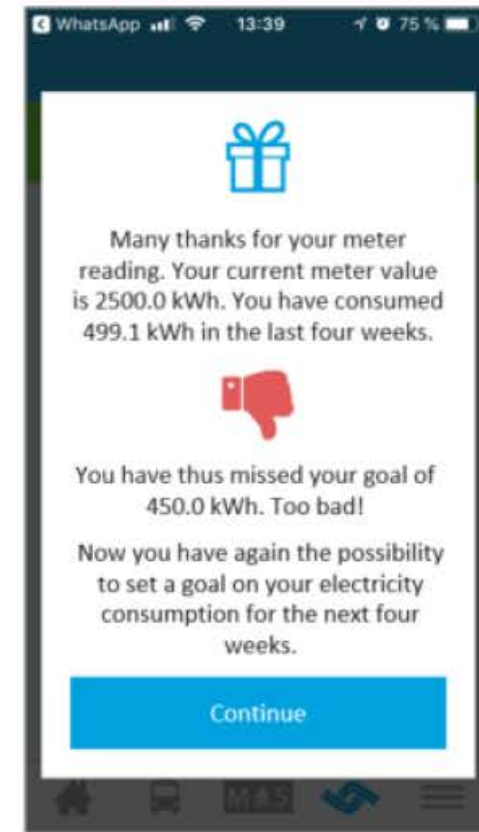 WhatsApp 13:39 75 %
Many thanks for your meter
reading. Your current meter value
is 2500.0 kWh. You have consumed
499.1 kWh in the last four weeks.
You have thus missed your goal of
450.0 kWh. Too bad!
Now you have again the possibility
to set a goal on your electricity
consumption for the next four
weeks.
Continue